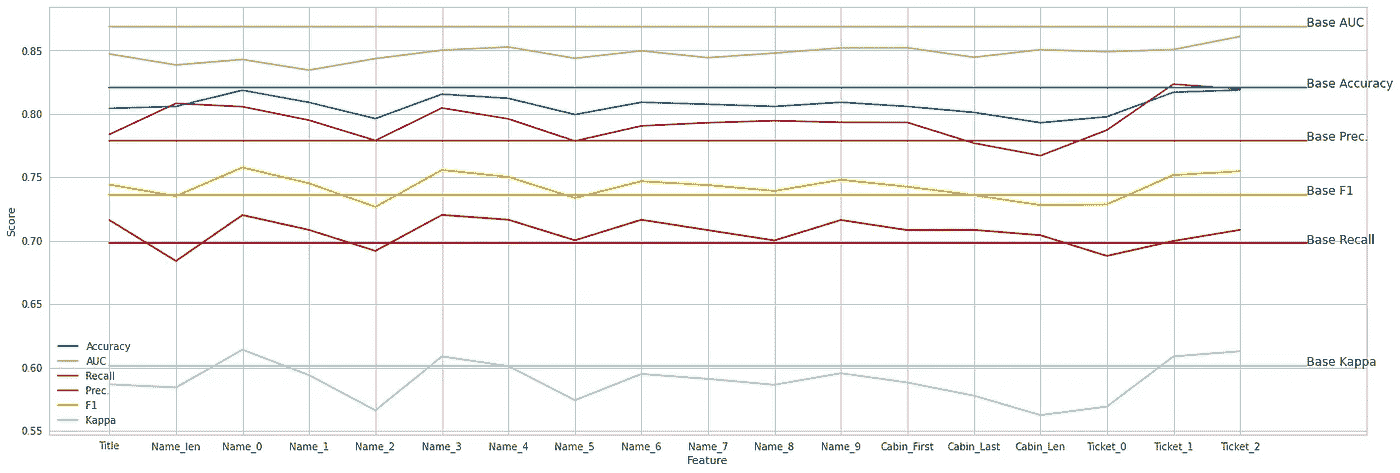 Base AUC
0.85
Base Accuracy
0.80
Base Prec.
0.75
Base F1
Score
0.70
Base Recall
0.65
Accuracy
AUC
0.60
Base Kappa
Recall
Prec.
F1
Kappa
0.55
Title Name_len Name_0 Name_1 Name_2 Name_3 Name_4 Name_5 Name_6 Name_7 Name_8 Name_9 Cabin_First Cabin_Last Cabin_Len Ticket_0 Ticket_1 Ticket_2
Feature